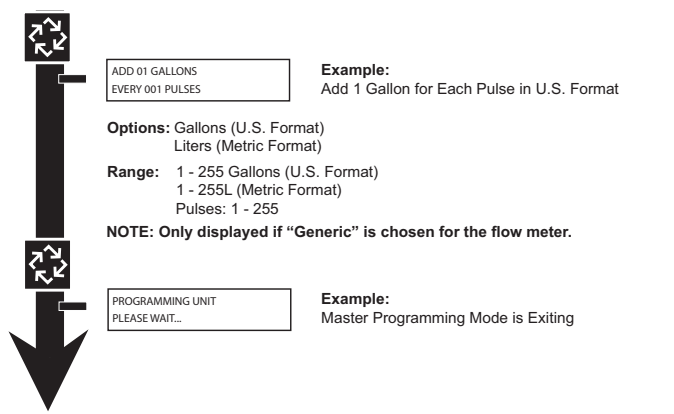 ADD 01 GALLONS
EVERY 001 PULSES
Example:
Add 1 Gallon for Each Pulse in U.S. Format
Options: Gallons (U.S. Format)
Liters (Metric Format)
Range: 1 - 255 Gallons (U.S. Format)
1 - 255L (Metric Format)
Pulses: 1 - 255
NOTE: Only displayed if “Generic” is chosen for the flow meter.
PROGRAMMING UNIT
PLEASE WAIT...
Example:
Master Programming Mode is Exiting